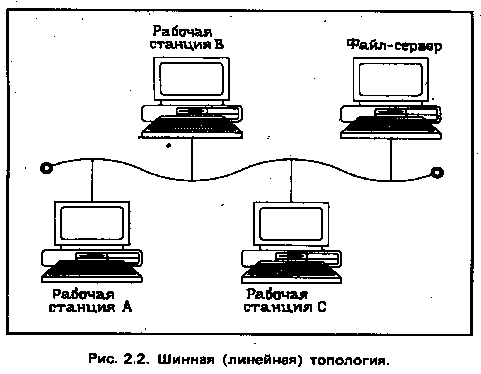 Рабочая
станция В
Файл-сервер
Рабочая
станция А
Рабочая
станция С
Рис. 2.2. Шинная (линейная) топология.